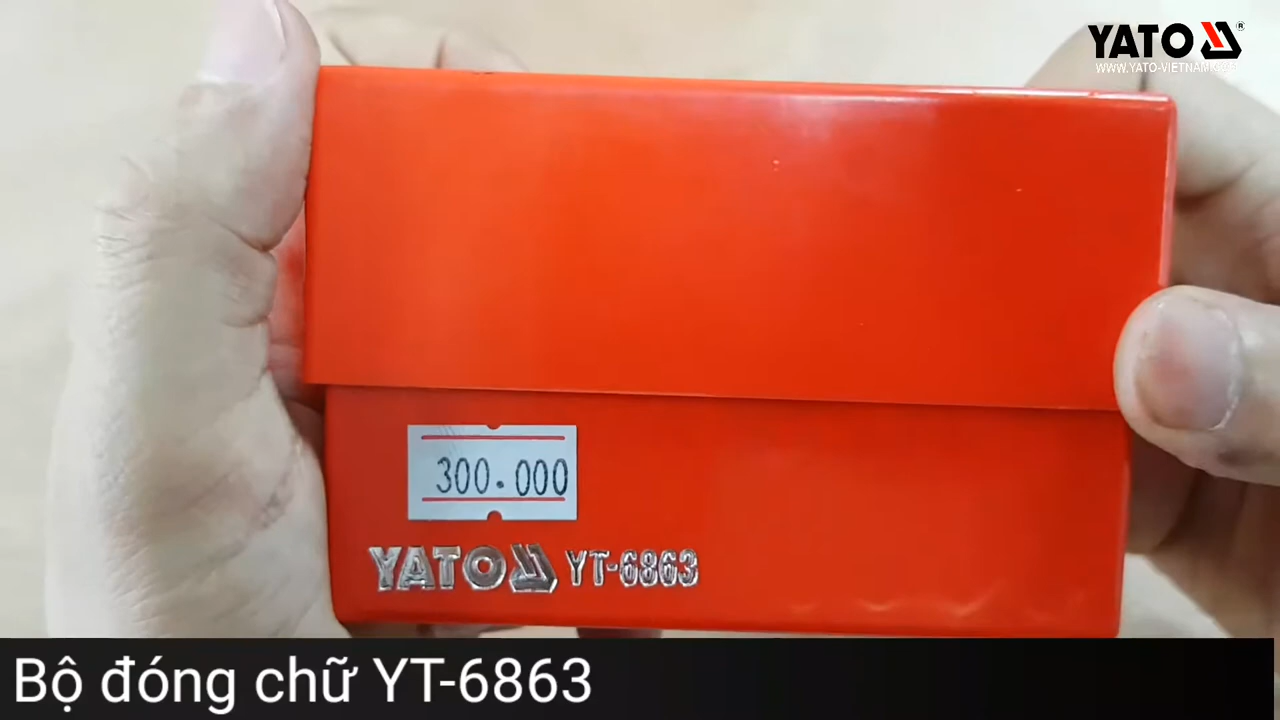 YATO®
WWW.YATO-VIETNAM.COM
300.000
YATO YT-6863
Bộ đóng chữ YT-6863